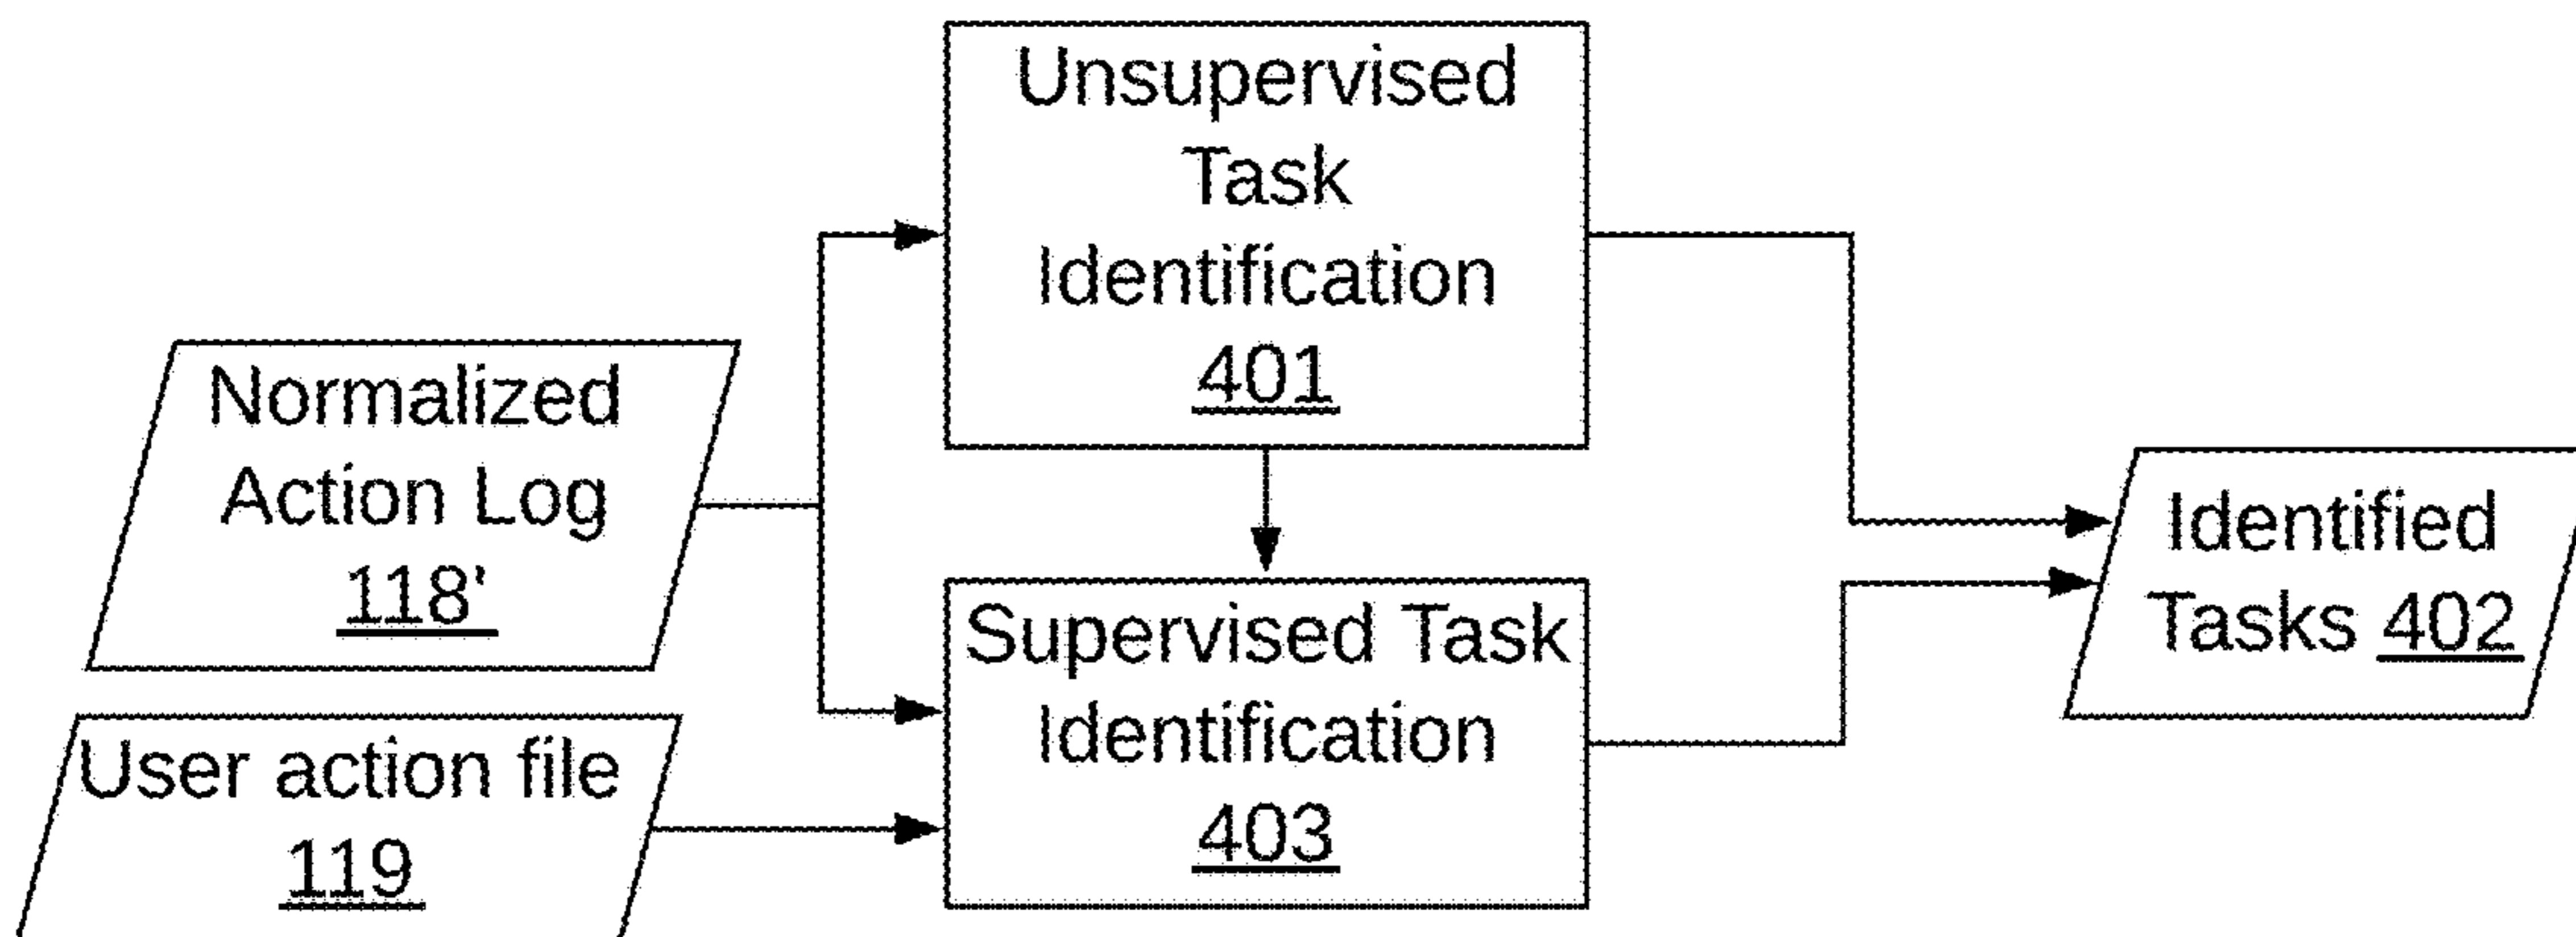 Unsupervised
Task
Identification
401
Normalized
Action Log
118'
Identified
Tasks 402
Supervised Task
Identification
403
User action file
119